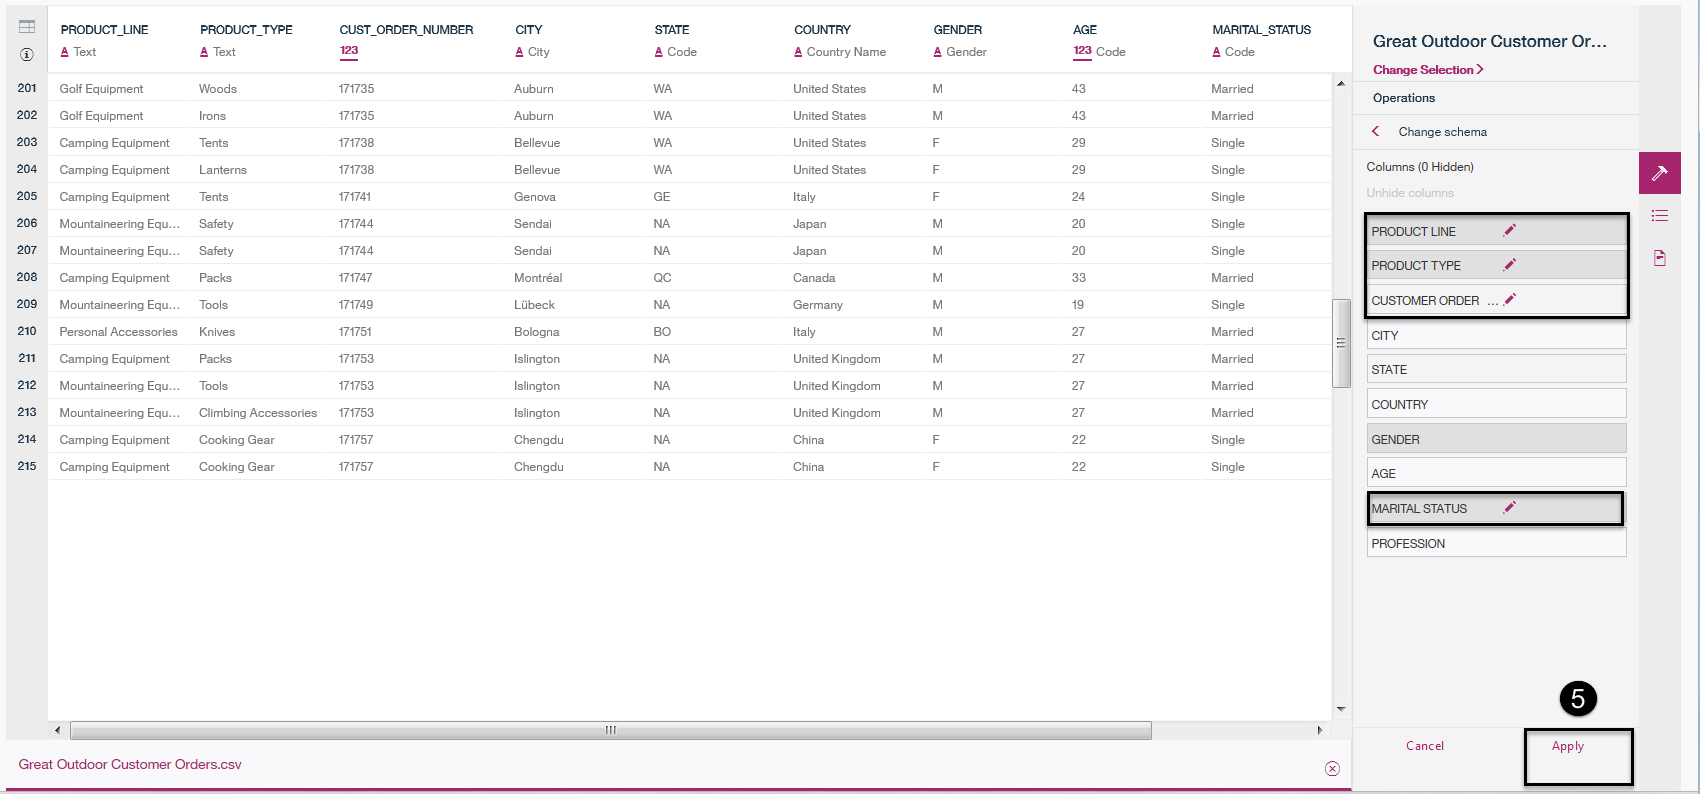 PRODUCT_LINE PRODUCT_TYPE CUST_ORDER_NUMBER CITY STATE COUNTRY GENDER AGE MARITAL_STATUS
A Text A Text 123 A City A Code A Country Name A Gender 123 Code A Code
201 Golf Equipment Woods 171735 Auburn WA United States M 43 Married
202 Golf Equipment Irons 171735 Auburn WA United States M 43 Married
203 Camping Equipment Tents 171738 Bellevue WA United States F 29 Single
204 Camping Equipment Lanterns 171738 Bellevue WA United States F 29 Single
205 Camping Equipment Tents 171741 Genova GE Italy F 24 Single
206 Mountaineering Equ... Safety 171744 Sendai NA Japan M 20 Single
207 Mountaineering Equ... Safety 171744 Sendai NA Japan M 20 Single
208 Camping Equipment Packs 171747 Montréal QC Canada M 33 Married
209 Mountaineering Equ... Tools 171749 Lübeck NA Germany M 19 Single
210 Personal Accessories Knives 171751 Bologna BO Italy M 27 Married
211 Camping Equipment Packs 171753 Islington NA United Kingdom M 27 Married
212 Mountaineering Equ... Tools 171753 Islington NA United Kingdom M 27 Married
213 Mountaineering Equ... Climbing Accessories 171753 Islington NA United Kingdom M 27 Married
214 Camping Equipment Cooking Gear 171757 Chengdu NA China F 22 Single
215 Camping Equipment Cooking Gear 171757 Chengdu NA China F 22 Single
Great Outdoor Customer Orders.csv
Great Outdoor Customer Or...
Change Selection
Operations
Change schema
Columns (0 Hidden)
Unhide columns
PRODUCT LINE
PRODUCT TYPE
CUSTOMER ORDER ...
CITY
STATE
COUNTRY
GENDER
AGE
MARITAL STATUS
PROFESSION
5
Cancel Apply